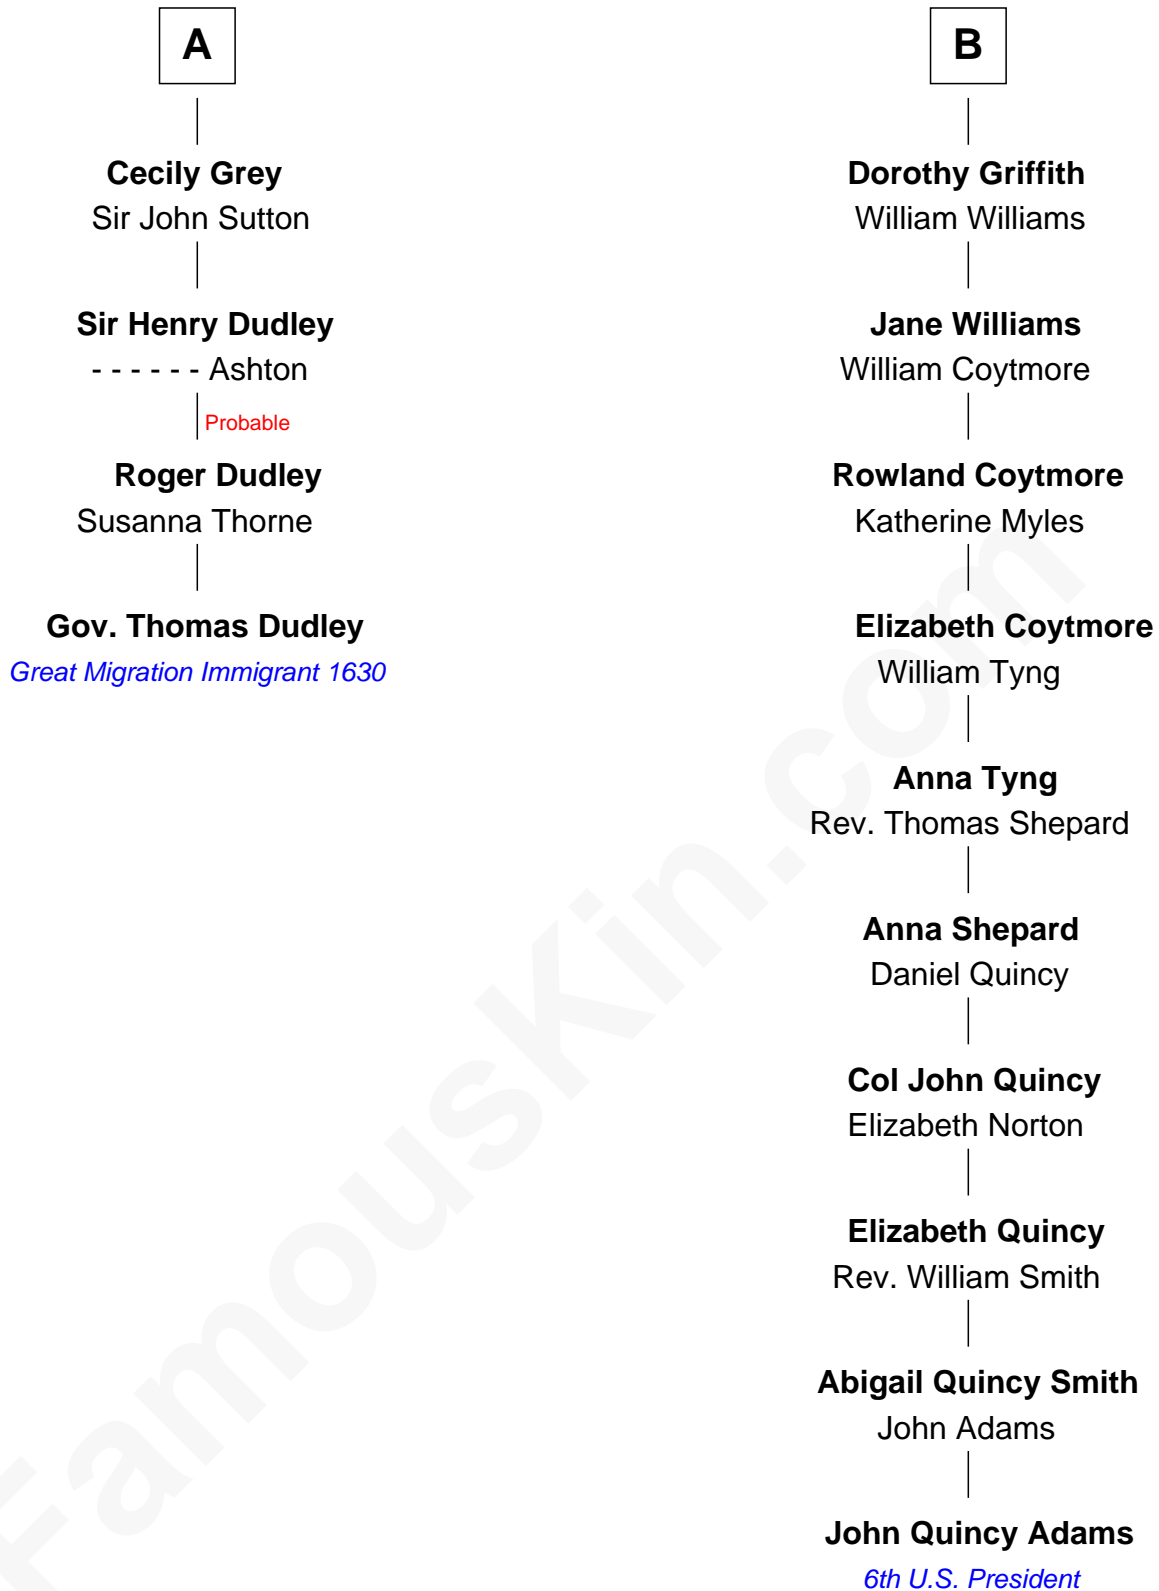 A
Cecily Grey
Sir John Sutton
Sir Henry Dudley
- - - - - - Ashton
Probable
Roger Dudley
Susanna Thorne
Gov. Thomas Dudley
Great Migration Immigrant 1630
B
Dorothy Griffith
William Williams
Jane Williams
William Coytmore
Rowland Coytmore
Katherine Myles
Elizabeth Coytmore
William Tyng
Anna Tyng
Rev. Thomas Shepard
Anna Shepard
Daniel Quincy
Col John Quincy
Elizabeth Norton
Elizabeth Quincy
Rev. William Smith
Abigail Quincy Smith
John Adams
John Quincy Adams
6th U.S. President
FamousKin.com